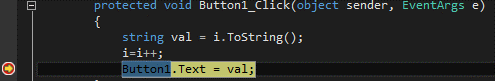 protected void Button1_Click(object sender, EventArgs e)
{
string val = i.ToString();
i=i++;
Button1.Text = val;